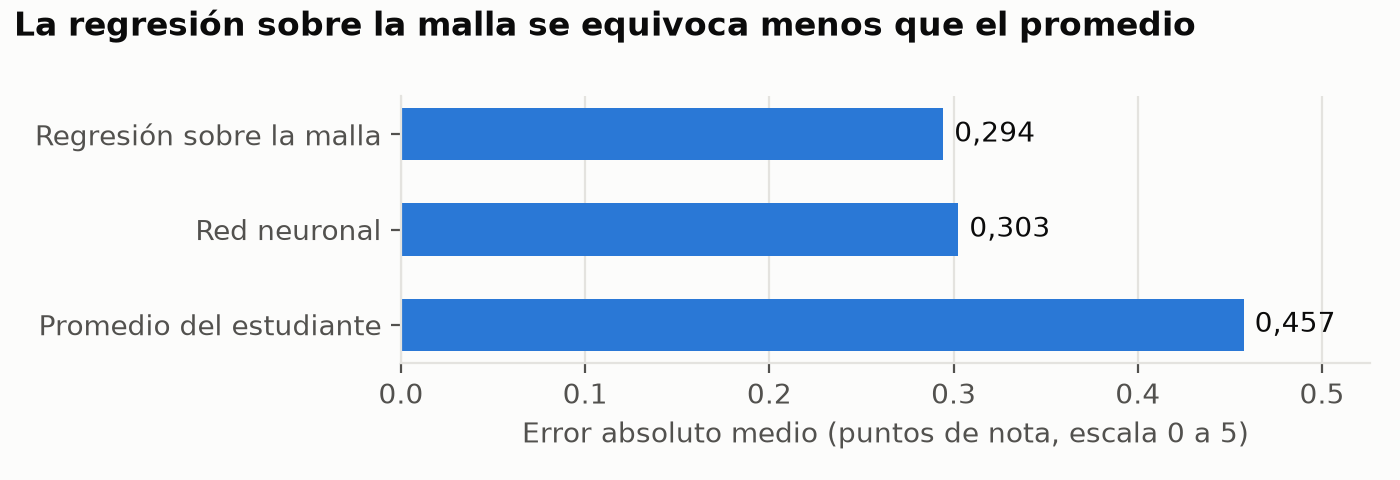 La regresión sobre la malla se equivoca menos que el promedio
Regresión sobre la malla
0,294
Red neuronal
0,303
Promedio del estudiante
0,457
0.0
0.1
0.2
0.3
0.4
0.5
Error absoluto medio (puntos de nota, escala 0 a 5)